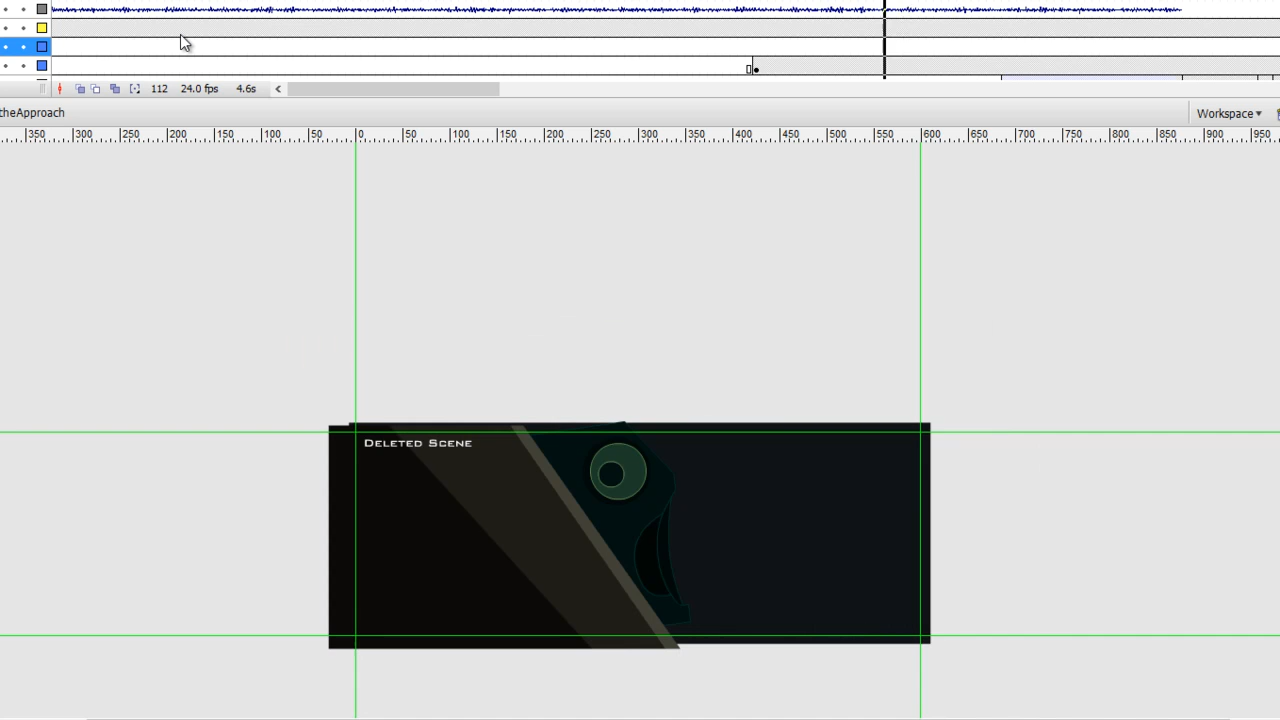 112 24.0 fps 4.6s
theApproach Workspace
350 300 250 200 150 100 50 0 50 100 150 200 250 300 350 400 450 500 550 600 650 700 750 800 850 900 950
Deleted Scene